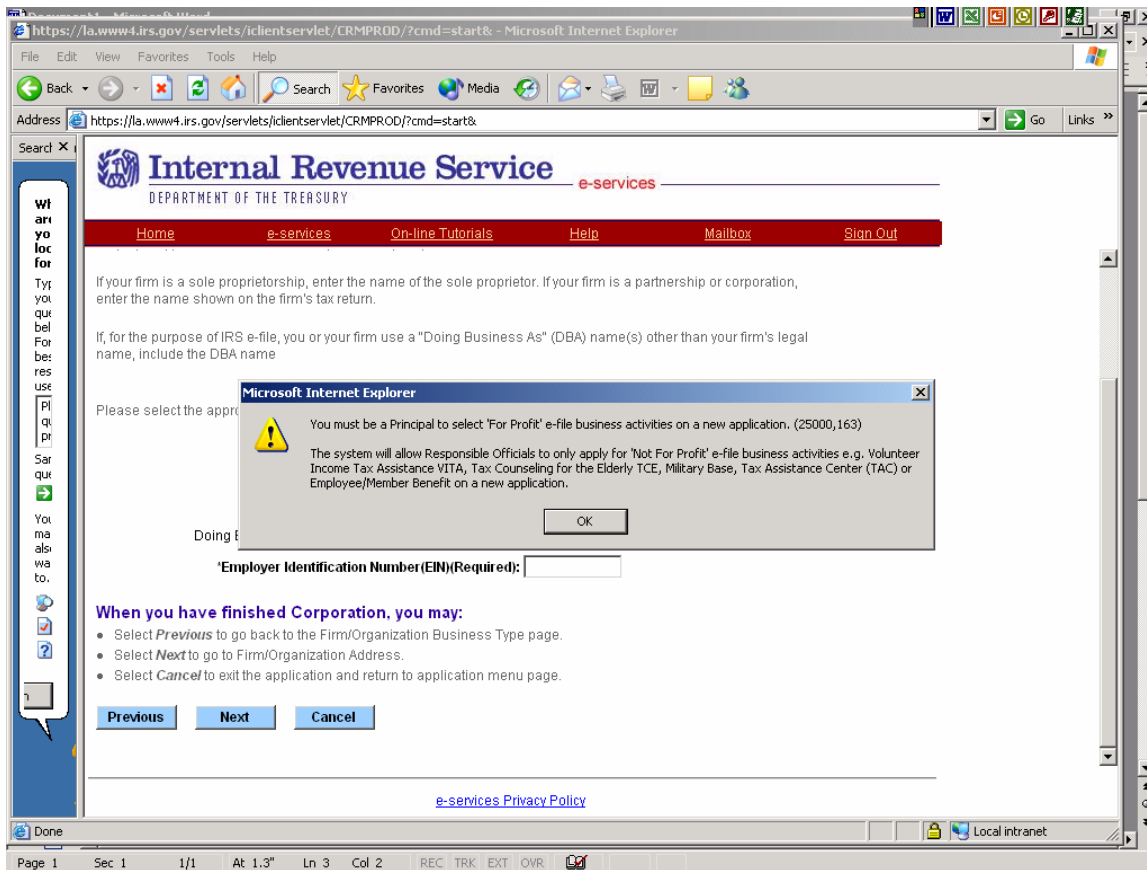 https://la.www4.irs.gov/servlets/iclientservlet/CRMPROD/?cmd=start& - Microsoft Internet Explorer
File Edit View Favorites Tools Help
Back Search Favorites Media
Address https://la.www4.irs.gov/servlets/iclientservlet/CRMPROD/?cmd=start& Go Links »
Internal Revenue Service e-services
DEPARTMENT OF THE TREASURY
Home e-services On-line Tutorials Help Mailbox Sign Out
If your firm is a sole proprietorship, enter the name of the sole proprietor. If your firm is a partnership or corporation,
enter the name shown on the firm's tax return.
If, for the purpose of IRS e-file, you or your firm use a "Doing Business As" (DBA) name(s) other than your firm's legal
name, include the DBA name
Please select the appro
Microsoft Internet Explorer
You must be a Principal to select 'For Profit' e-file business activities on a new application. (25000,163)
The system will allow Responsible Officials to only apply for 'Not For Profit' e-file business activities e.g. Volunteer
Income Tax Assistance VITA, Tax Counseling for the Elderly TCE, Military Base, Tax Assistance Center (TAC) or
Employee/Member Benefit on a new application.
OK
Doing
*Employer Identification Number(EIN)(Required):
When you have finished Corporation, you may:
• Select Previous to go back to the Firm/Organization Business Type page.
• Select Next to go to Firm/Organization Address.
• Select Cancel to exit the application and return to application menu page.
Previous Next Cancel
e-services Privacy Policy
yo
for
you
also
to.
Done Local intranet
Page 1 Sec 1 1/1 At 1.3" Ln 3 Col 2 REC TRK EXT OVR